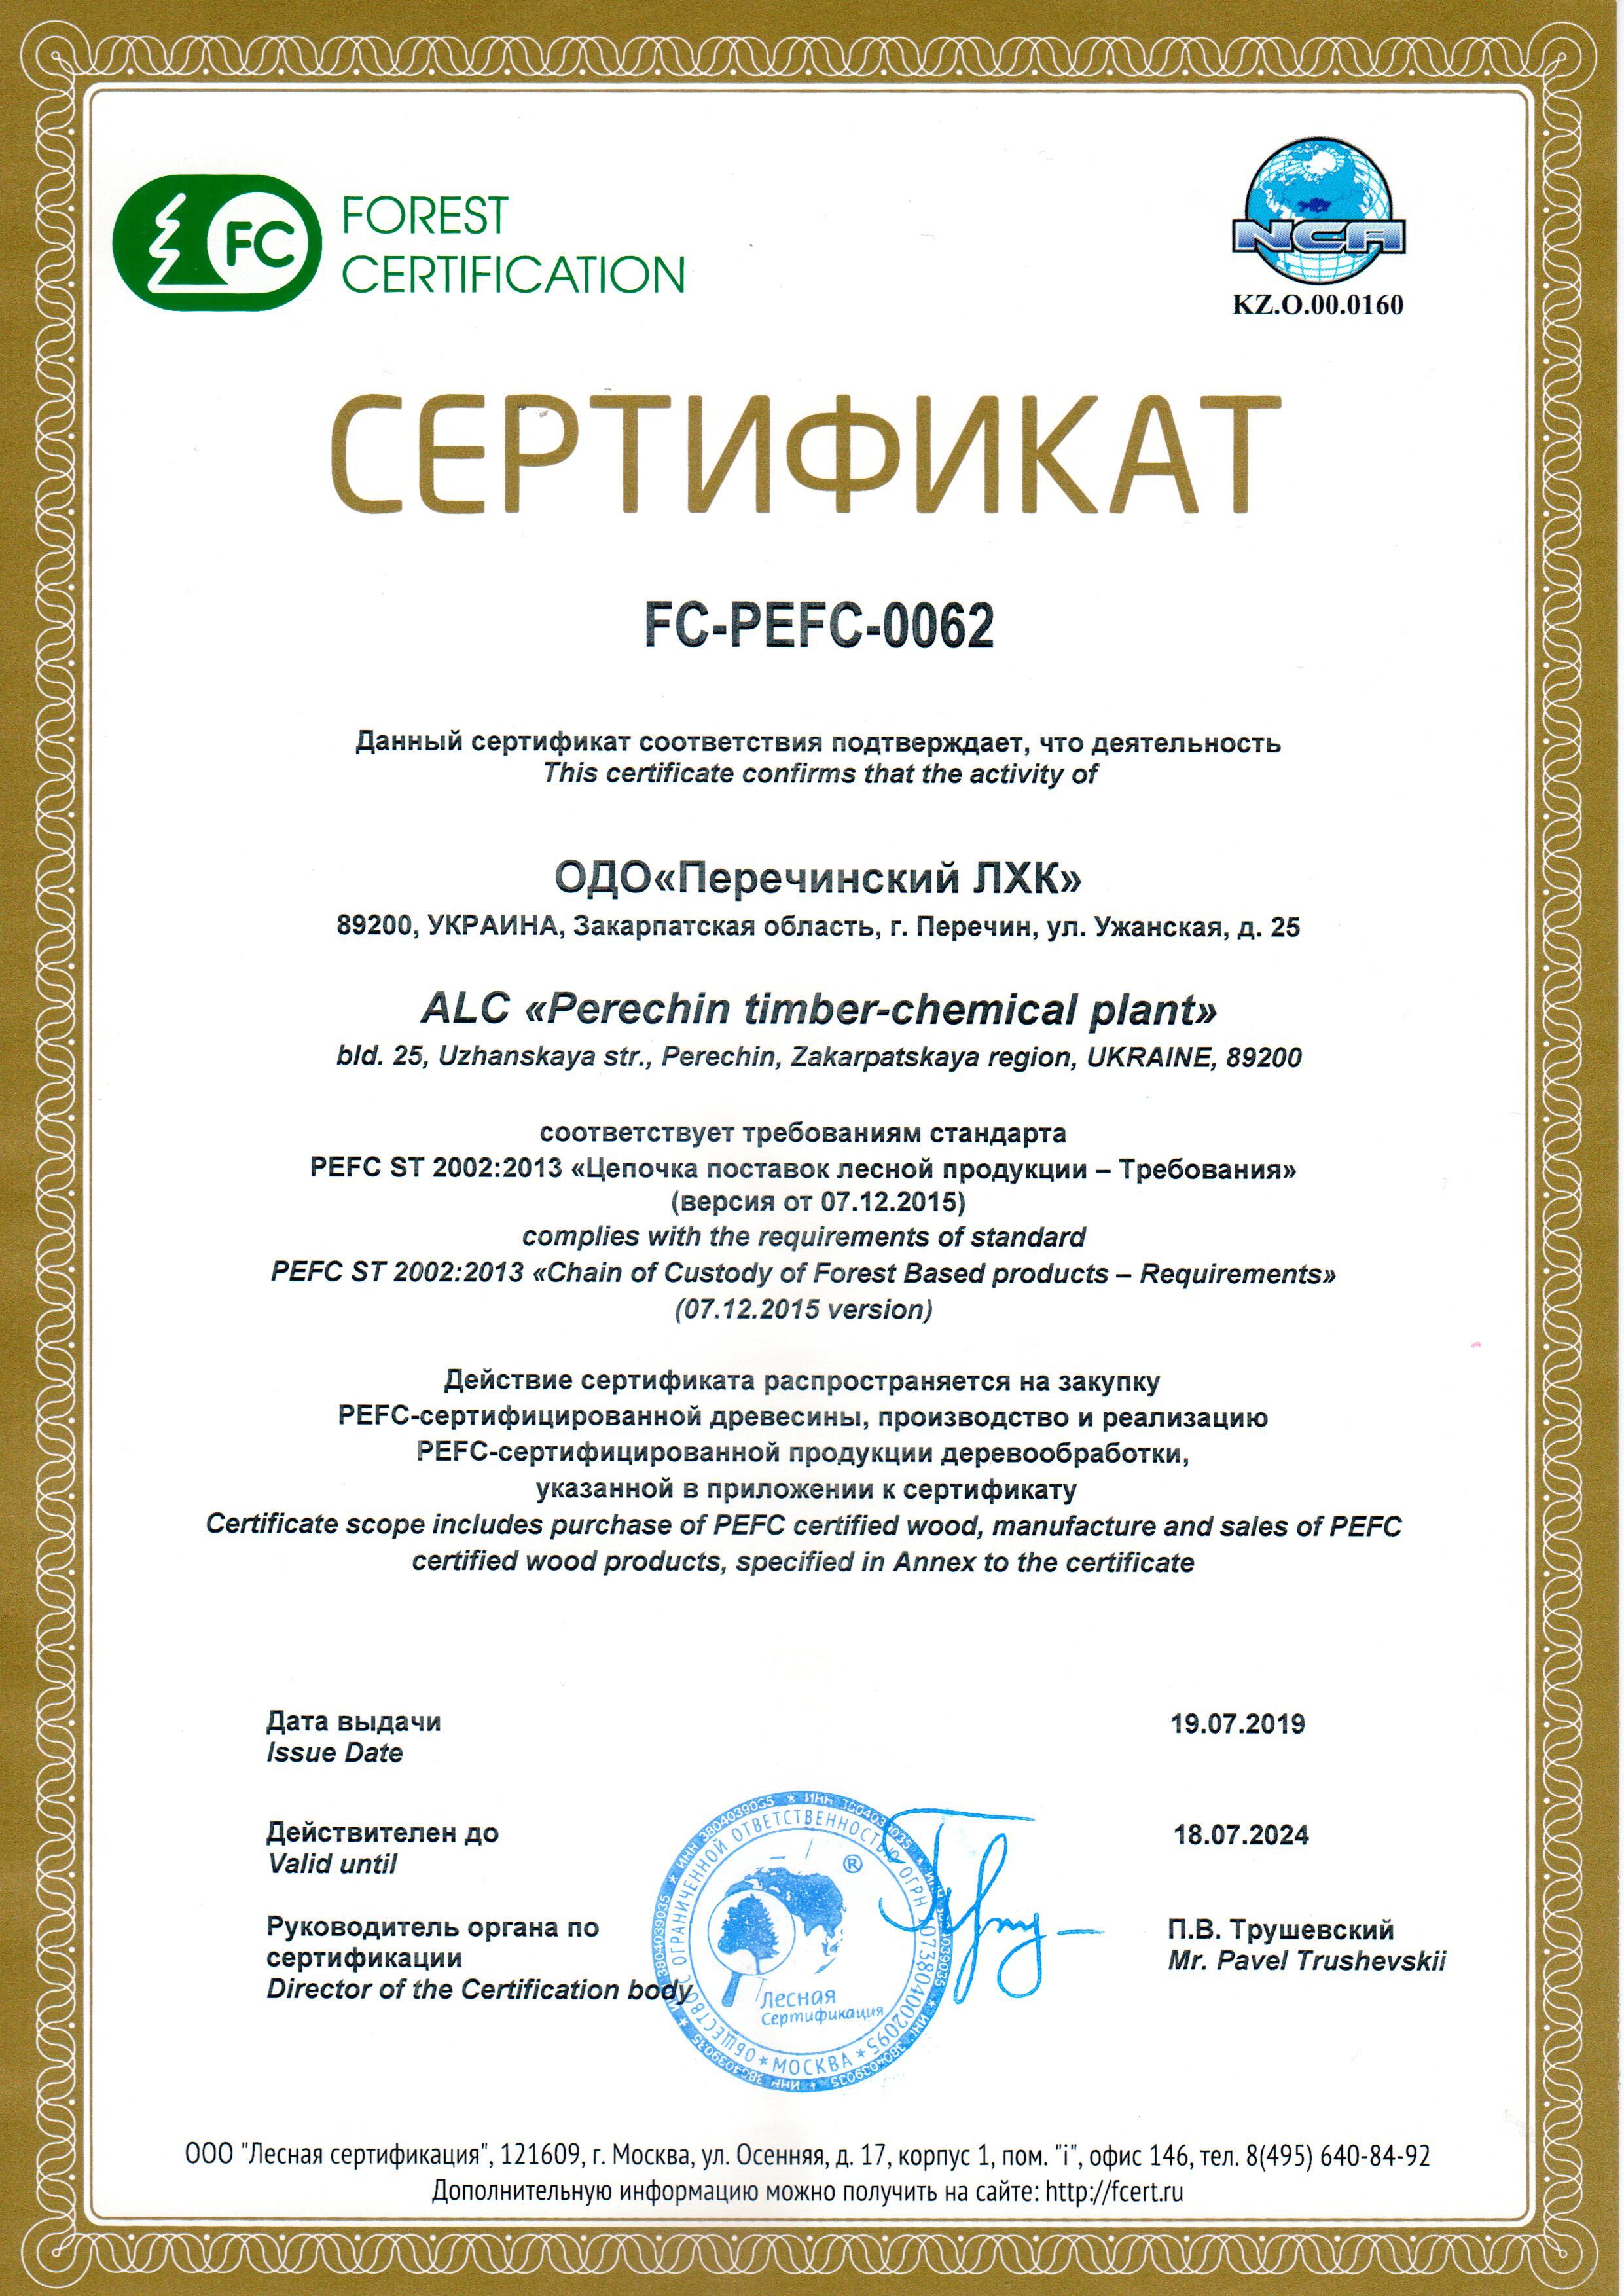 FC
FOREST
CERTIFICATION
NCA
KZ.O.00.0160
СЕРТИФИКАТ
FC-PEFC-0062
Данный сертификат соответствия подтверждает, что деятельность
This certificate confirms that the activity of
ОДО«Перечинский ЛХК»
89200, УКРАИНА, Закарпатская область, г. Перечин, ул. Ужанская, д. 25
ALC «Perechin timber-chemical plant»
bld. 25, Uzhanskaya str., Perechin, Zakarpatskaya region, UKRAINE, 89200
соответствует требованиям стандарта
PEFC ST 2002:2013 «Цепочка поставок лесной продукции – Требования»
(версия от 07.12.2015)
complies with the requirements of standard
PEFC ST 2002:2013 «Chain of Custody of Forest Based products – Requirements»
(07.12.2015 version)
Действие сертификата распространяется на закупку
PEFC-сертифицированной древесины, производство и реализацию
PEFC-сертифицированной продукции деревообработки,
указанной в приложении к сертификату
Certificate scope includes purchase of PEFC certified wood, manufacture and sales of PEFC
certified wood products, specified in Annex to the certificate
Дата выдачи 19.07.2019
Issue Date
Действителен до 18.07.2024
Valid until
Руководитель органа по П.В. Трушевский
сертификации Mr. Pavel Trushevskii
Director of the Certification body
ОБЩЕСТВО С ОГРАНИЧЕННОЙ ОТВЕТСТВЕННОСТЬЮ ОГРН 1073804002095 * МОСКВА *
ИНН 3804039035 * ИНН 3804039035 * ИНН 3804039035
®
Лесная
Сертификация
ООО "Лесная сертификация", 121609, г. Москва, ул. Осенняя, д. 17, корпус 1, пом. "i", офис 146, тел. 8(495) 640-84-92
Дополнительную информацию можно получить на сайте: http://fcert.ru